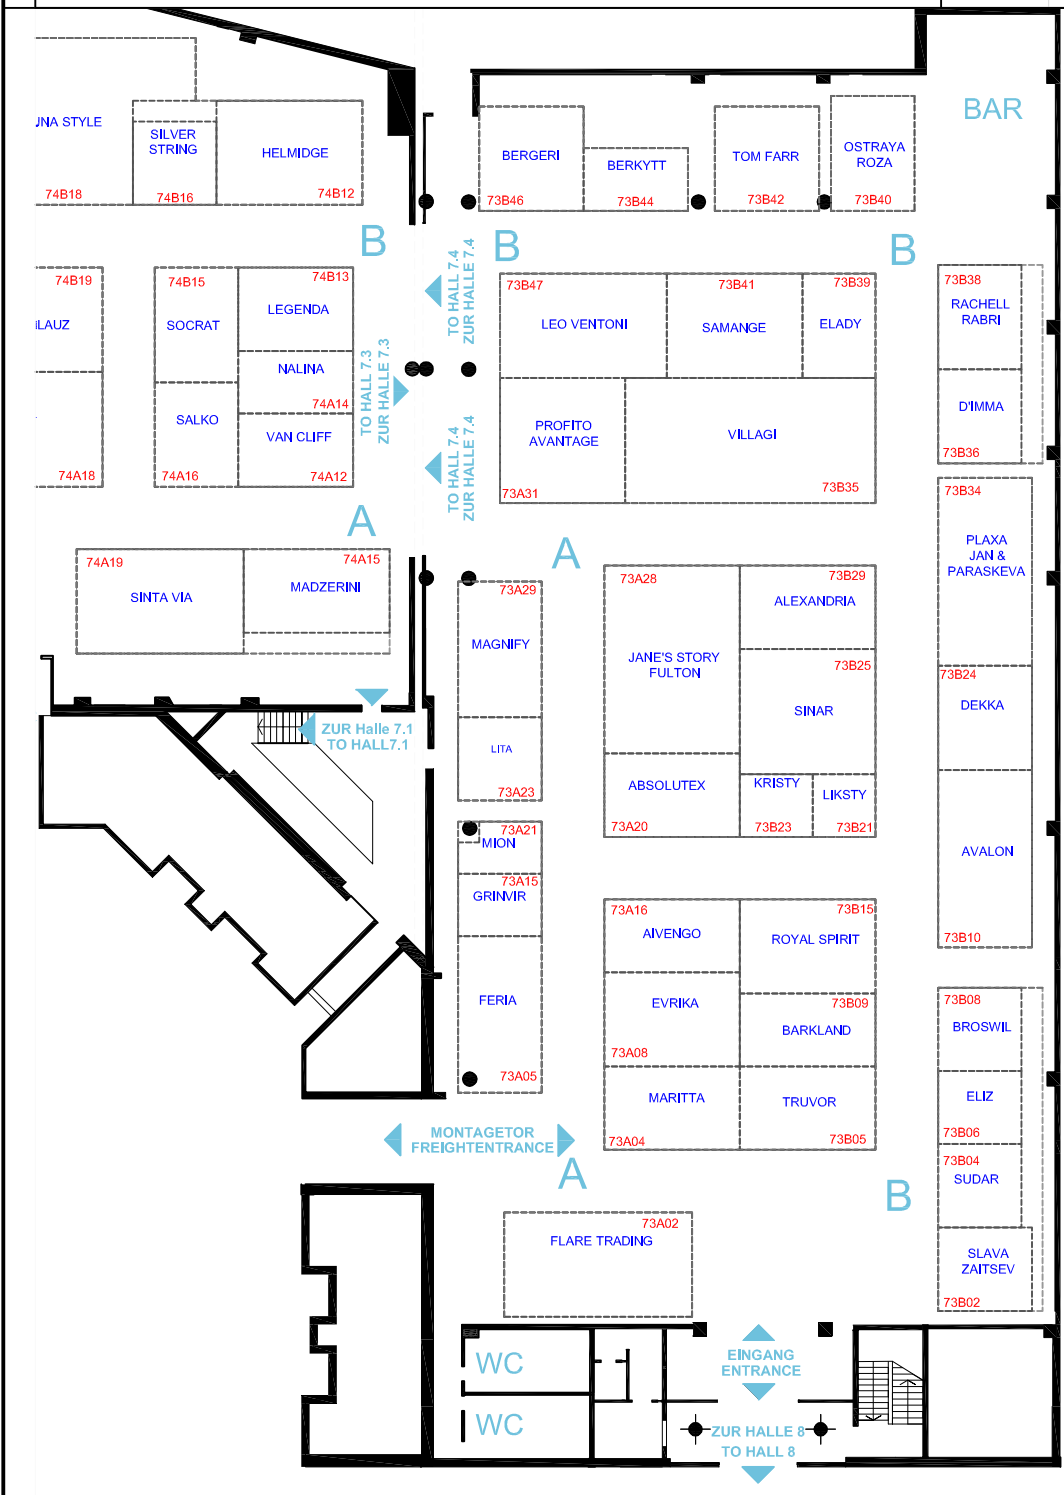 BAR
SILVER
STRING
HELMIDGE
74B18
74B16
74B12
BERGERI
BERKYTT
TOM FARR
OSTRAYA
ROZA
73B46
73B44
73B42
73B40
B
B
B
TO HALL 7.4
ZUR HALLE 7.4
74B19
74B15
74B13
SOCRAT
LEGENDA
NALINA
74A14
SALKO
VAN CLIFF
74A18
74A16
74A12
TO HALL 7.3
ZUR HALLE 7.3
TO HALL 7.4
ZUR HALLE 7.4
73B47
73B41
73B39
LEO VENTONI
SAMANGE
ELADY
PROFITO
AVANTAGE
VILLAGI
73A31
73B35
73B38
RACHELL
RABRI
D'IMMA
73B36
73B34
PLAXA
JAN &
PARASKEVA
73B24
DEKKA
AVALON
73B10
A
A
74A19
74A15
SINTA VIA
MADZERINI
ZUR Halle 7.1
TO HALL7.1
73A29
MAGNIFY
LITA
73A23
73A21
MION
73A15
GRINVIR
FERIA
73A05
73A28
73B29
ALEXANDRIA
JANE'S STORY
FULTON
73B25
SINAR
ABSOLUTEX
KRISTY
LIKSTY
73A20
73B23
73B21
73A16
73B15
AIVENGO
ROYAL SPIRIT
EVRIKA
73B09
BARKLAND
73A08
MARITTA
TRUVOR
73A04
73B05
73B08
BROSWIL
ELIZ
73B06
73B04
SUDAR
SLAVA
ZAITSEV
73B02
MONTAGETOR
FREIGHTENTRANCE
A
B
73A02
FLARE TRADING
WC
WC
EINGANG
ENTRANCE
ZUR HALLE 8
TO HALL 8